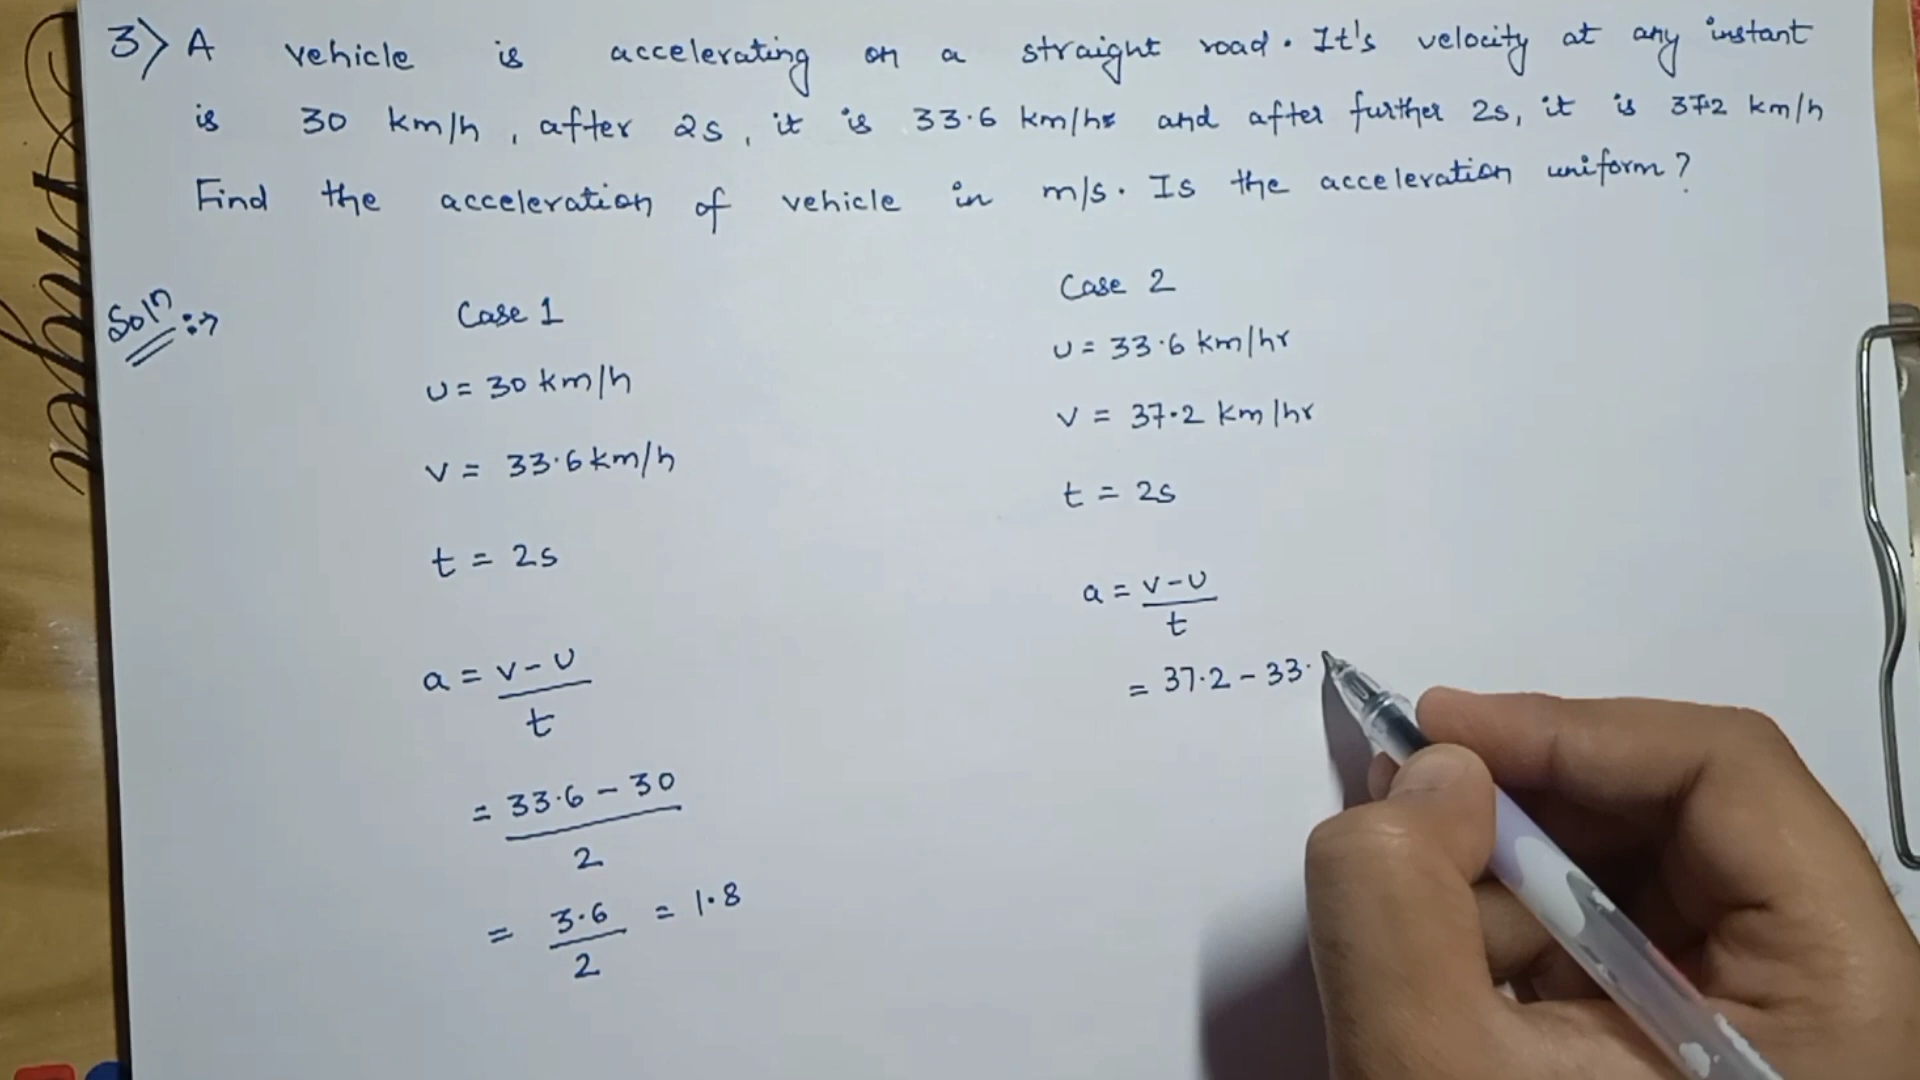 3) A vehicle is accelerating on a straight road. It's velocity at any instant
is 30 km/h, after 2s, it is 33.6 km/hr and after further 2s, it is 37.2 km/h
Find the acceleration of vehicle in m/s. Is the acceleration uniform?
Soln :→
Case 1
u = 30 km/h
v = 33.6 km/h
t = 2s
a = v - u
t
= 33.6 - 30
2
= 3.6 = 1.8
2
Case 2
u = 33.6 km/hr
v = 37.2 km/hr
t = 2s
a = v - u
t
= 37.2 - 33.